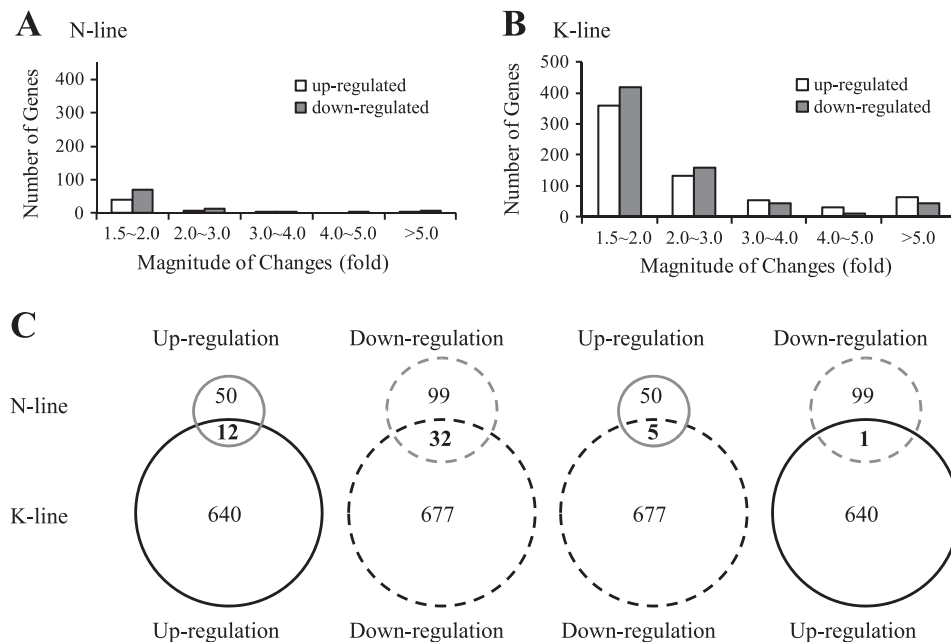 A N-line
Number of Genes
400
300
200
100
0
up-regulated
down-regulated
1.5~2.0 2.0~3.0 3.0~4.0 4.0~5.0 >5.0
Magnitude of Changes (fold)
B K-line
Number of Genes
500
400
300
200
100
0
up-regulated
down-regulated
1.5~2.0 2.0~3.0 3.0~4.0 4.0~5.0 >5.0
Magnitude of Changes (fold)
C
Up-regulation Down-regulation Up-regulation Down-regulation
N-line 50 99 50 99
12 32 5 1
K-line 640 677 677 640
Up-regulation Down-regulation Down-regulation Up-regulation